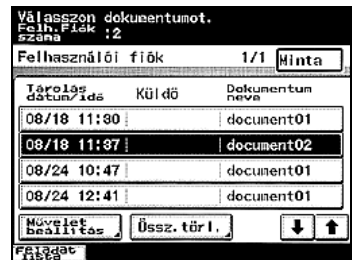 Válasszon dokumentumot.
Felh.Fiók
száma :2
Felhasználói fiók 1/1 Minta
Tárolás
dátum/idő Küldő Dokumentum
neve
08/18 11:30 document01
08/18 11:37 document02
08/24 10:47 document01
08/24 12:41 document01
Művelet
beállítás Össz.törl.
Feladat
lista